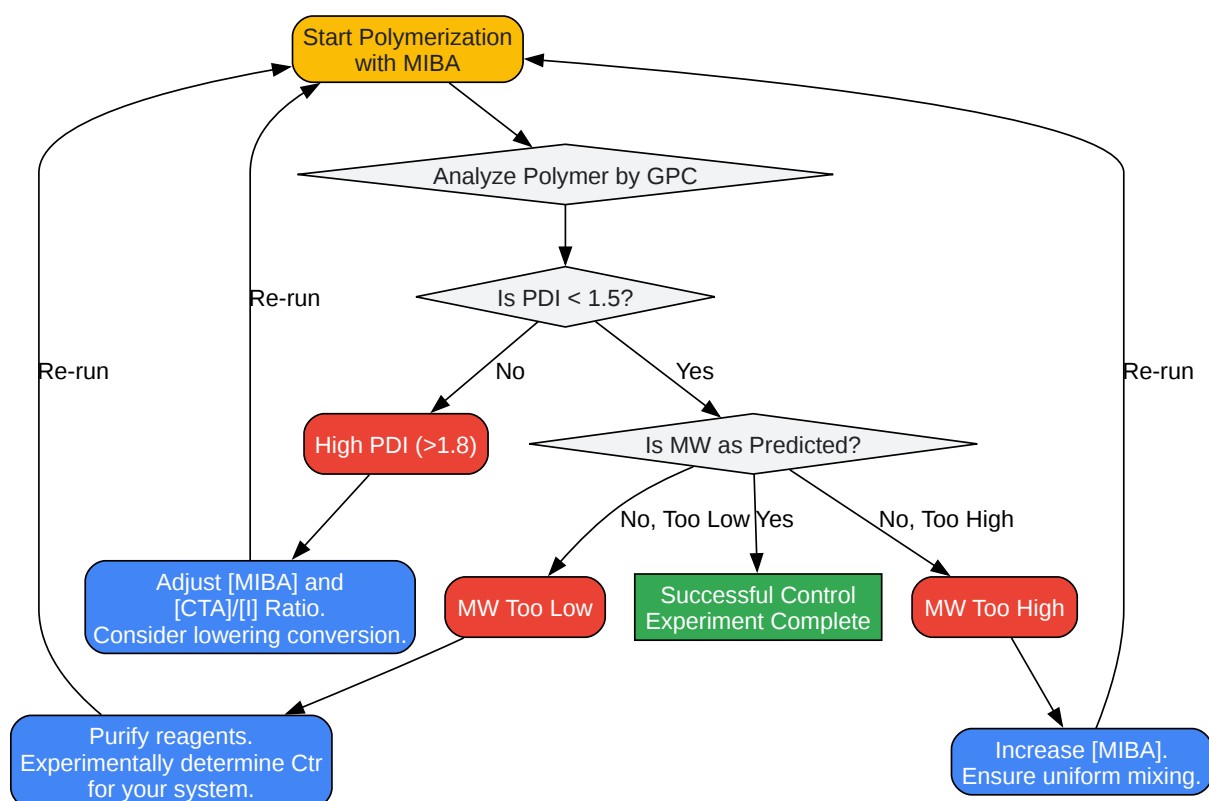 Start Polymerization
with MIBA
Analyze Polymer by GPC
Is PDI < 1.5?
Re-run
Re-run
Re-run
No
Yes
High PDI (>1.8)
Is MW as Predicted?
No, Too Low
Yes
No, Too High
Adjust [MIBA] and
[CTA]/[I] Ratio.
Consider lowering conversion.
MW Too Low
Successful Control
Experiment Complete
MW Too High
Purify reagents.
Experimentally determine Ctr
for your system.
Increase [MIBA].
Ensure uniform mixing.